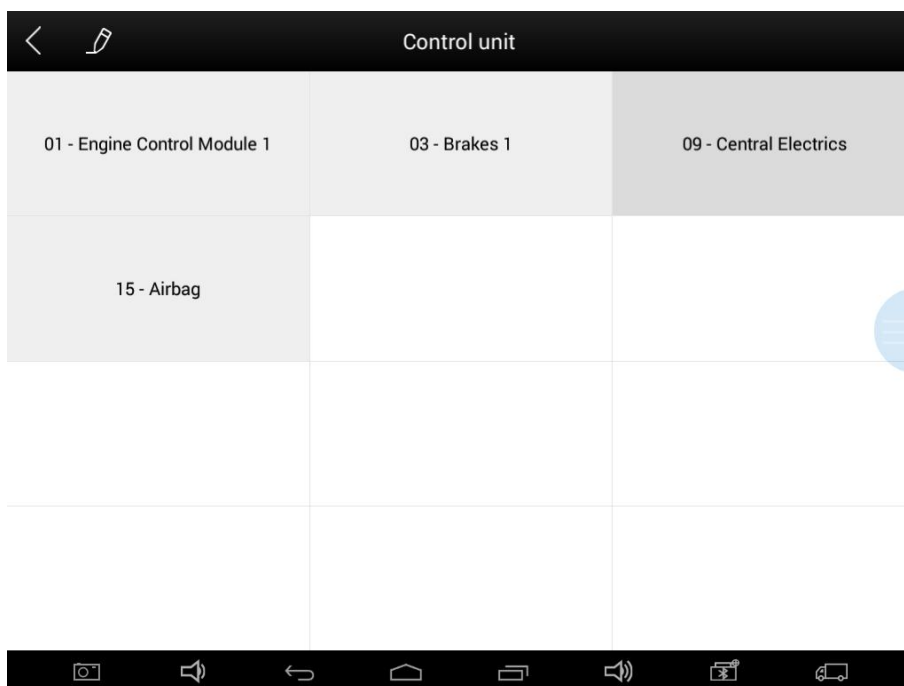 Control unit
01 - Engine Control Module 1
03 - Brakes 1
09 - Central Electrics
15 - Airbag